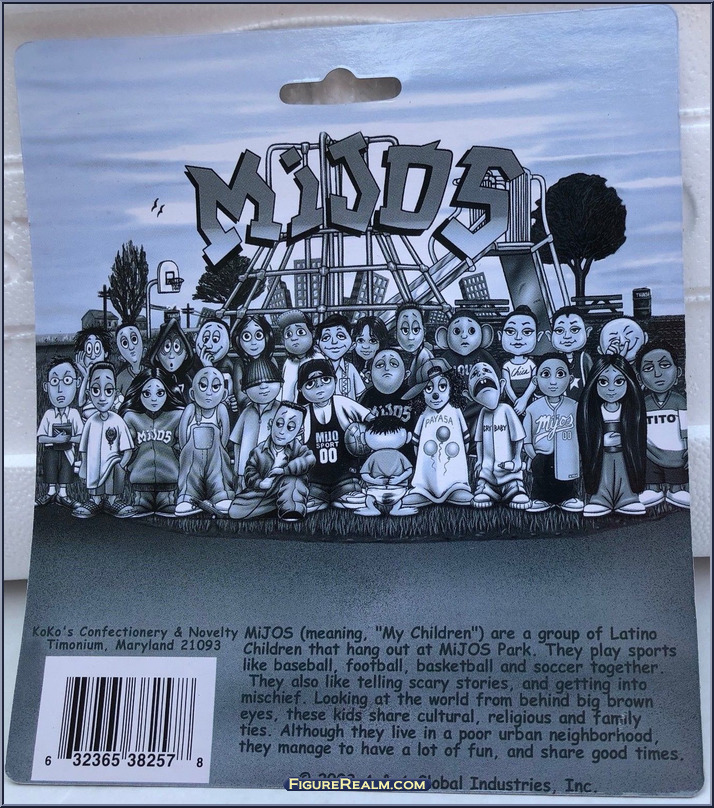 MiJOS
TRASH
Chica
MiJOS
MiJOS
MIJO
SPORT
00
PAYASA
CRY BABY
Mijos
00
TITO
KoKo's Confectionery & Novelty
Timonium, Maryland 21093
MiJOS (meaning, "My Children") are a group of Latino
Children that hang out at MiJOS Park. They play sports
like baseball, football, basketball and soccer together.
They also like telling scary stories, and getting into
mischief. Looking at the world from behind big brown
eyes, these kids share cultural, religious and family
ties. Although they live in a poor urban neighborhood,
they manage to have a lot of fun, and share good times.
6 32365 38257 8
Global Industries, Inc.
FigureRealm.com